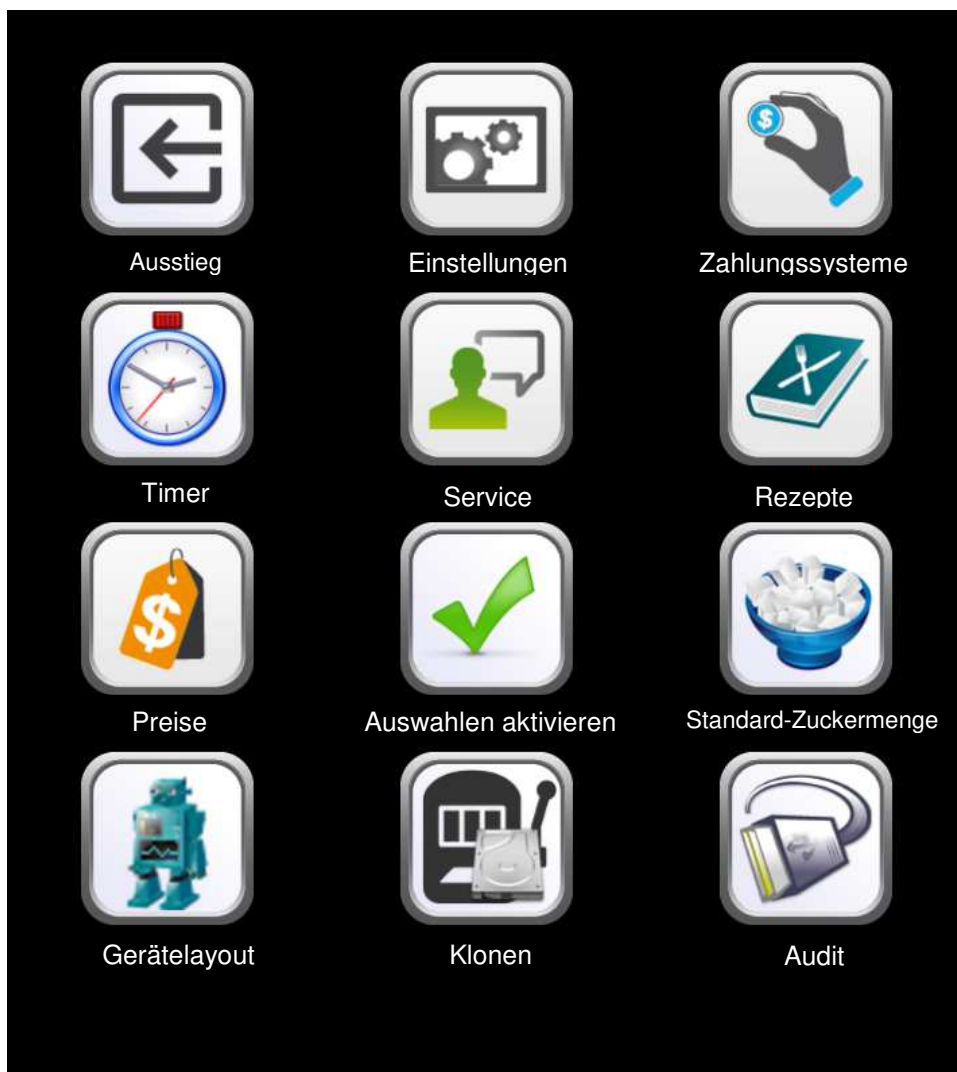 Ausstieg
Einstellungen
Zahlungssysteme
Timer
Service
Rezepte
Preise
Auswahlen aktivieren
Standard-Zuckermenge
Gerätelayout
Klonen
Audit